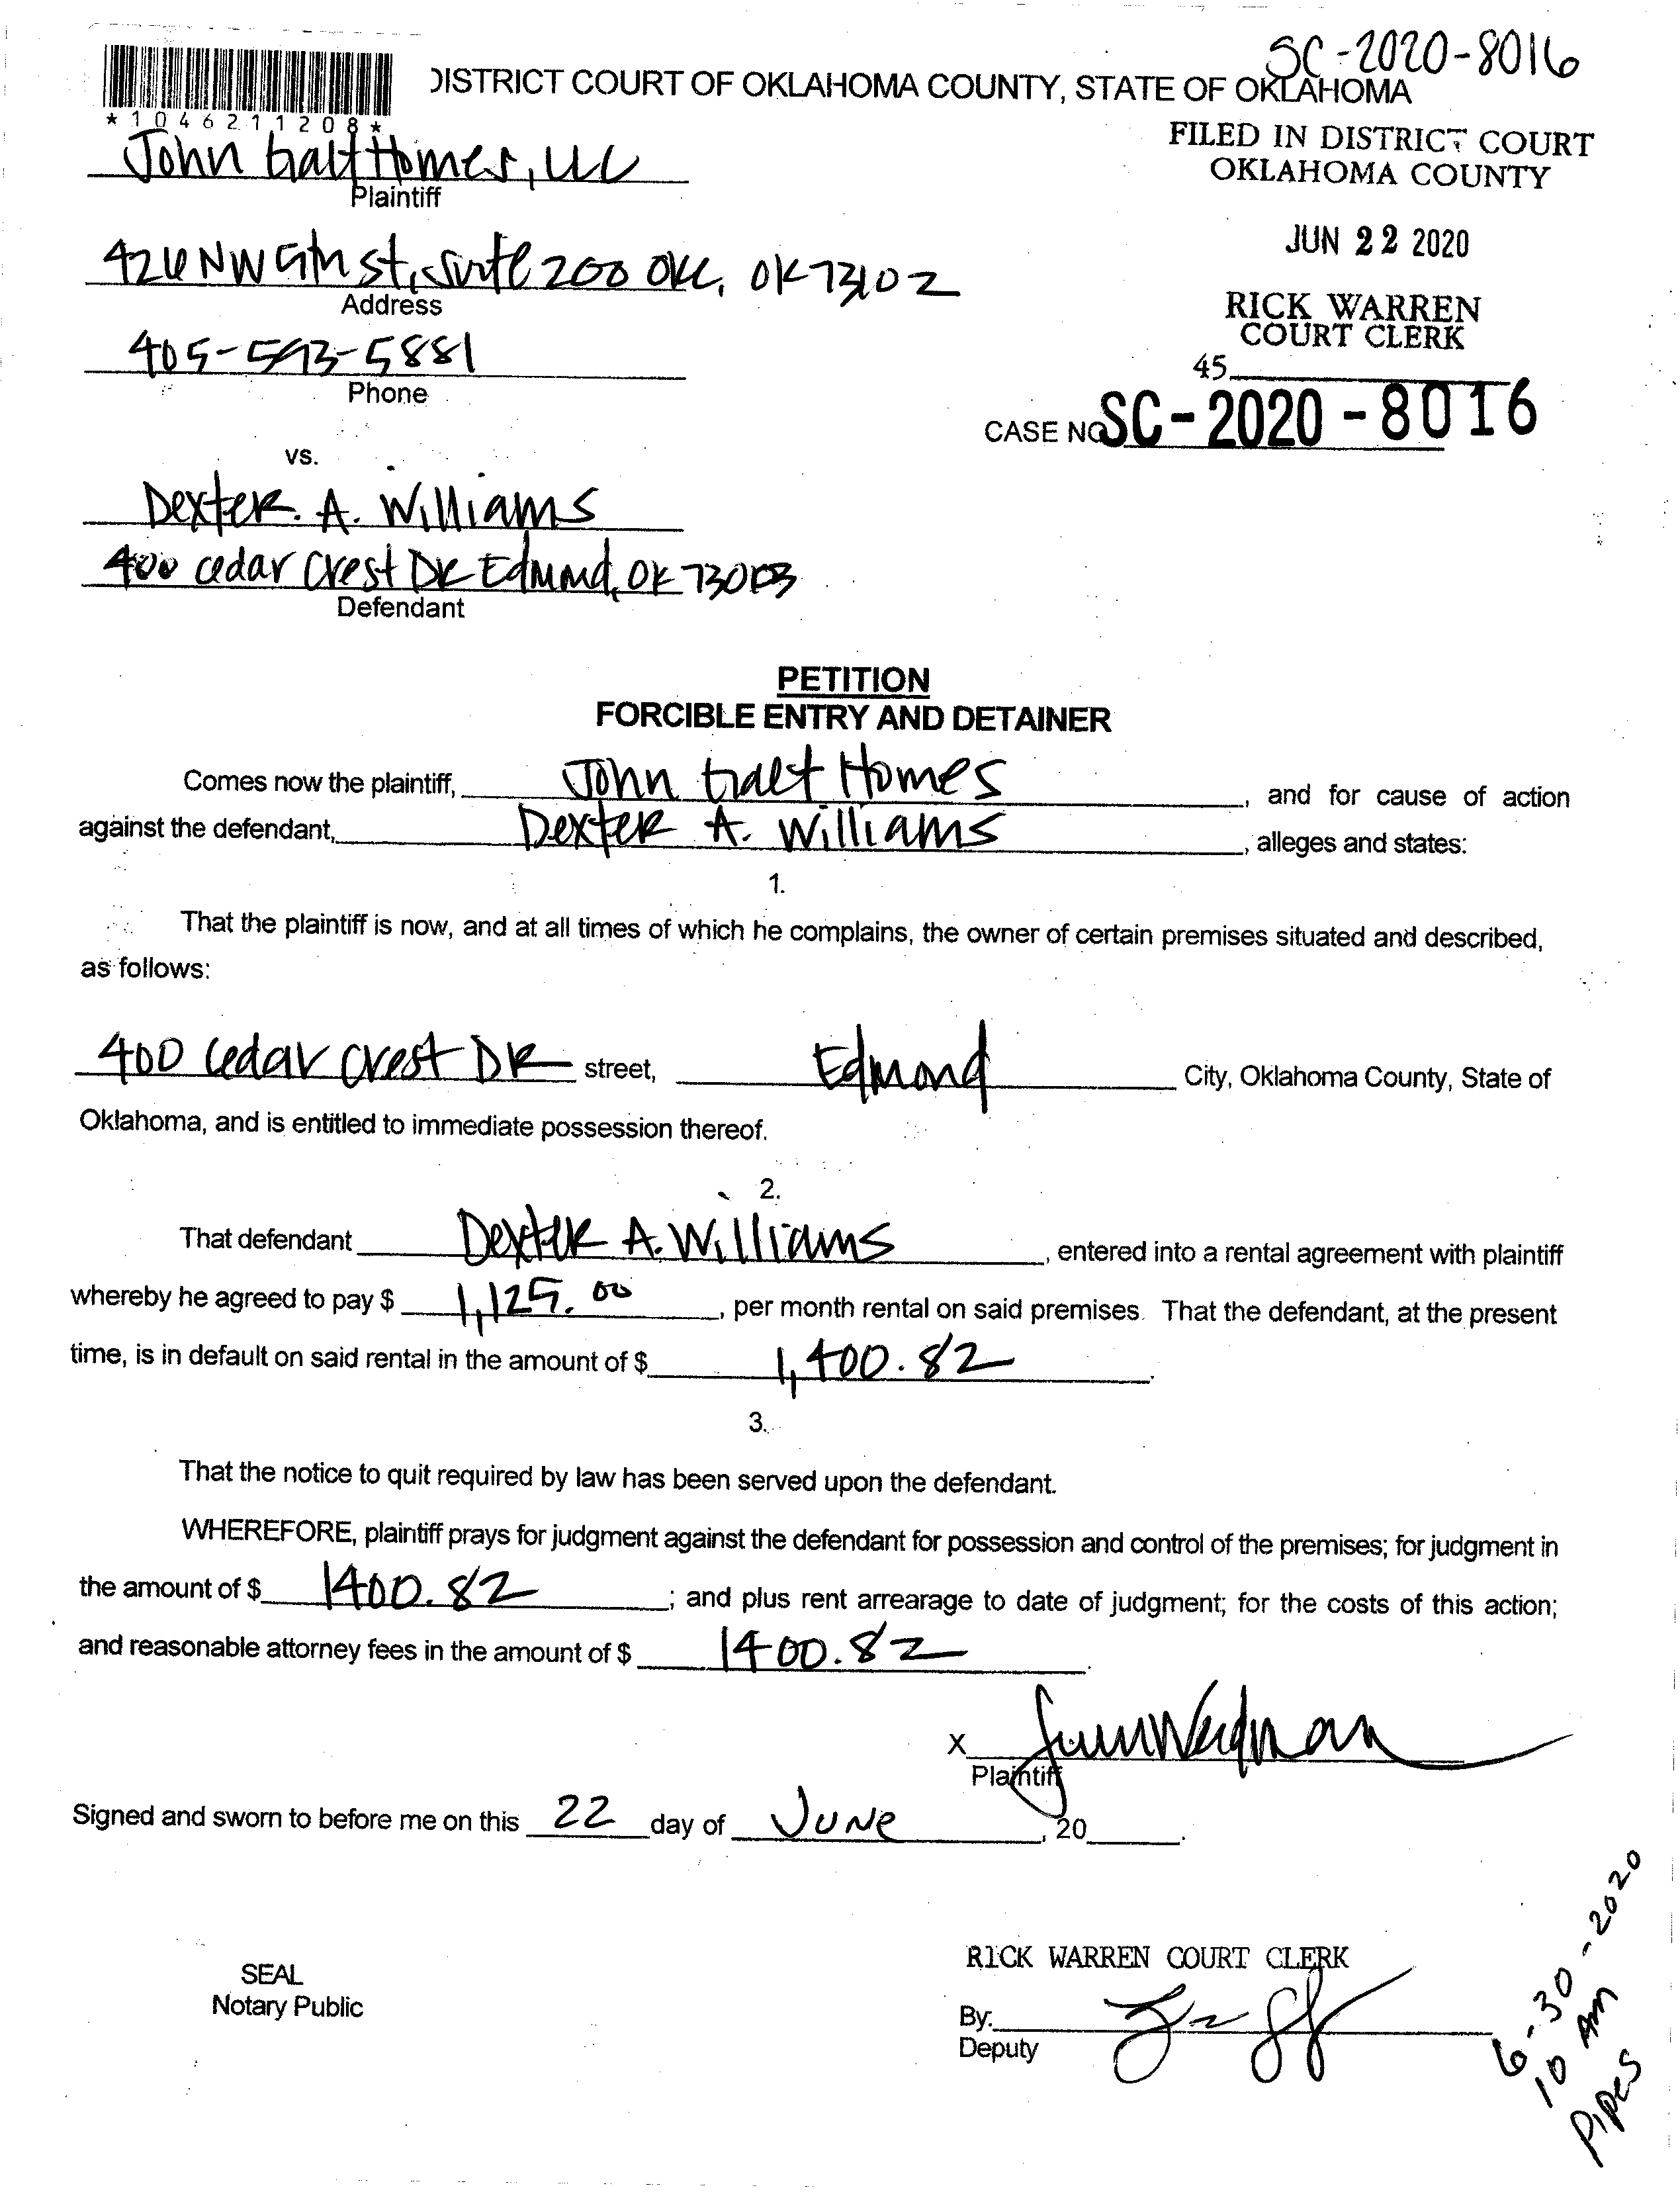 SC-2020-8016
DISTRICT COURT OF OKLAHOMA COUNTY, STATE OF OKLAHOMA
*1046211208*
FILED IN DISTRICT COURT
OKLAHOMA COUNTY
JUN 22 2020
RICK WARREN
COURT CLERK
45
CASE NO SC-2020-8016
John Galt Homes, LLC
Plaintiff
426 NW 5th st, suite 200 OKC, OK 73102
Address
405-593-5881
Phone
vs.
Dexter. A. Williams
400 cedar crest DR Edmond, OK 73003
Defendant
PETITION
FORCIBLE ENTRY AND DETAINER
Comes now the plaintiff, John Galt Homes, and for cause of action
against the defendant, Dexter A. Williams, alleges and states:
1.
That the plaintiff is now, and at all times of which he complains, the owner of certain premises situated and described,
as follows:
400 Cedar crest DR street, Edmond City, Oklahoma County, State of
Oklahoma, and is entitled to immediate possession thereof.
2.
That defendant Dexter A. Williams, entered into a rental agreement with plaintiff
whereby he agreed to pay $ 1,125.00, per month rental on said premises. That the defendant, at the present
time, is in default on said rental in the amount of $ 1,400.82.
3.
That the notice to quit required by law has been served upon the defendant.
WHEREFORE, plaintiff prays for judgment against the defendant for possession and control of the premises; for judgment in
the amount of $ 1400.82; and plus rent arrearage to date of judgment; for the costs of this action;
and reasonable attorney fees in the amount of $ 1400.82.
X
Plaintiff
Signed and sworn to before me on this 22 day of June, 20.
SEAL
Notary Public
RICK WARREN COURT CLERK
By:
Deputy
6-30-2020
10 AM
Pipes